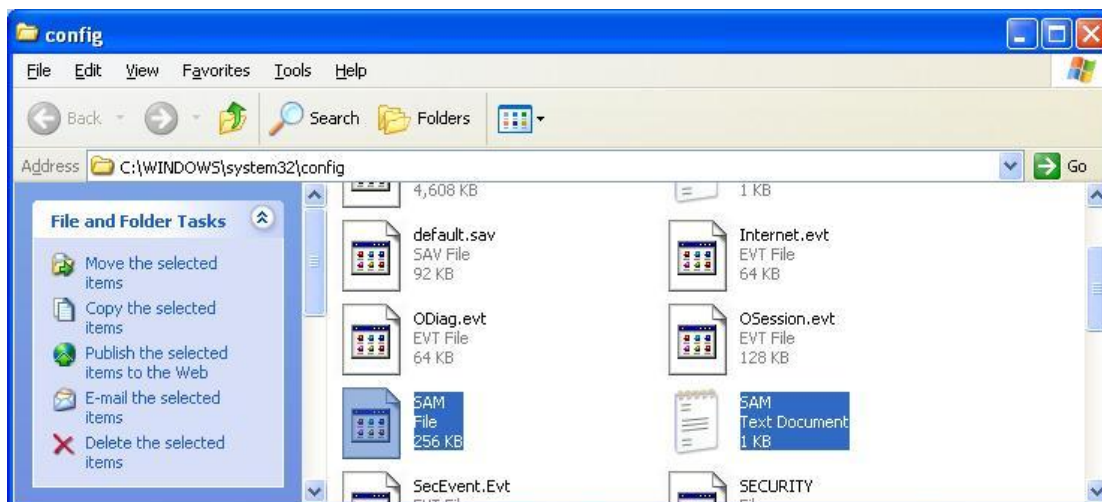 config
File Edit View Favorites Tools Help
Back Search Folders
Address C:\WINDOWS\system32\config Go
File and Folder Tasks
Move the selected
items
Copy the selected
items
Publish the selected
items to the Web
E-mail the selected
items
Delete the selected
items
4,608 KB
1 KB
default.sav
SAV File
92 KB
Internet.evt
EVT File
64 KB
ODiag.evt
EVT File
64 KB
OSession.evt
EVT File
128 KB
SAM
File
256 KB
SAM
Text Document
1 KB
SecEvent.Evt
SECURITY